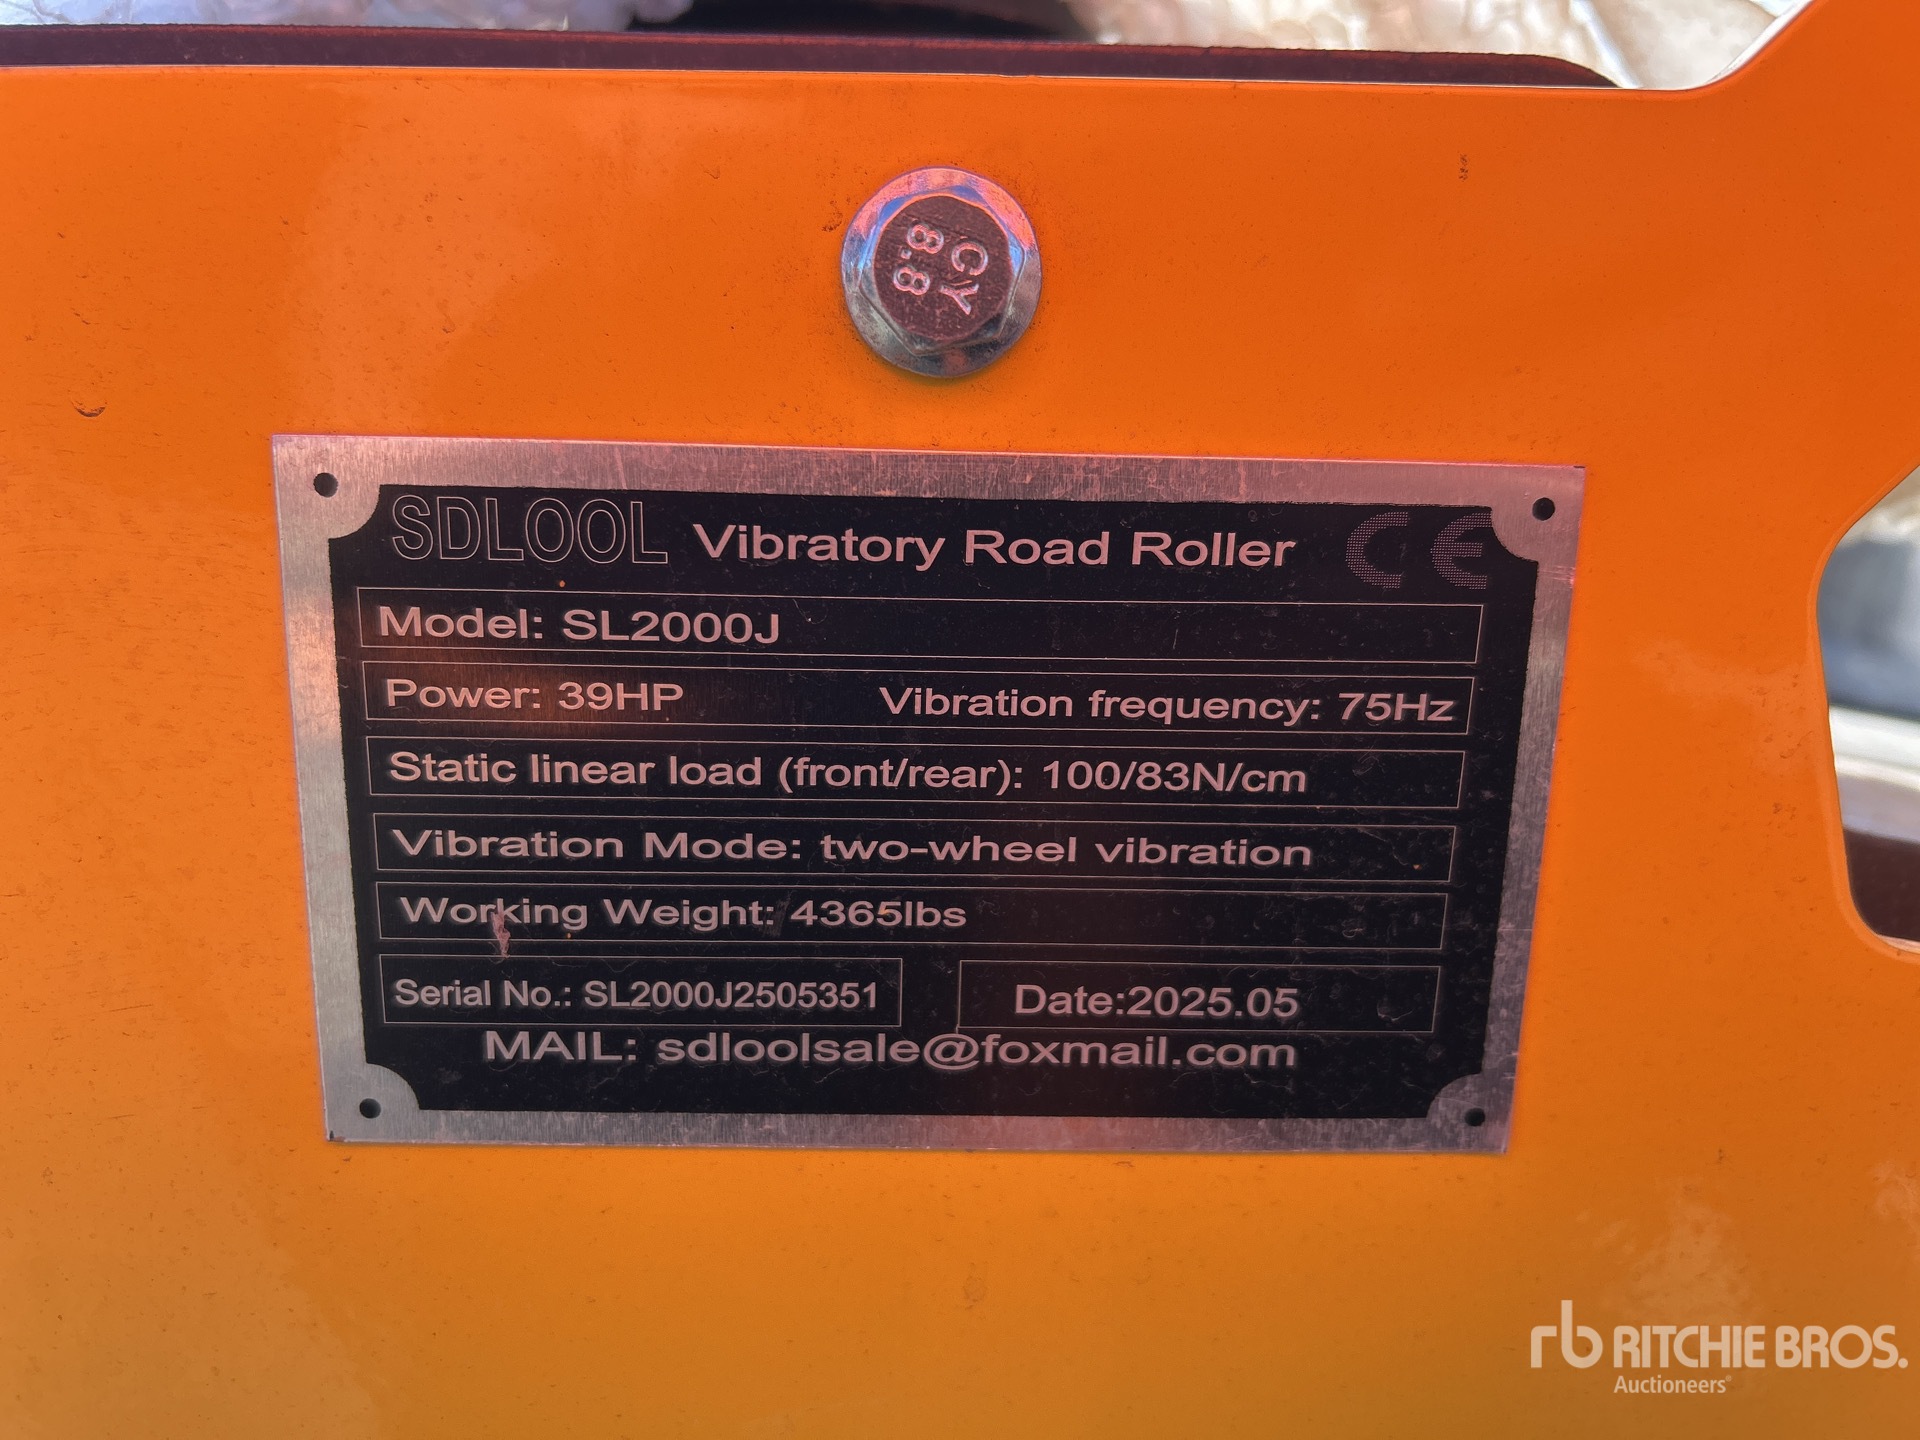 CY
8.8
SDLOOL Vibratory Road Roller CE
Model: SL2000J
Power: 39HP Vibration frequency: 75Hz
Static linear load (front/rear): 100/83N/cm
Vibration Mode: two-wheel vibration
Working Weight: 4365lbs
Serial No.: SL2000J2505351 Date:2025.05
MAIL: sdloolsale@foxmail.com
rb RITCHIE BROS.
Auctioneers